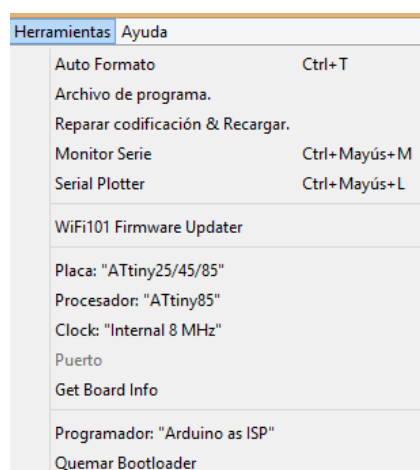 Herramientas Ayuda
Auto Formato Ctrl+T
Archivo de programa.
Reparar codificación & Recargar.
Monitor Serie Ctrl+Mayús+M
Serial Plotter Ctrl+Mayús+L
WiFi101 Firmware Updater
Placa: "ATtiny25/45/85"
Procesador: "ATtiny85"
Clock: "Internal 8 MHz"
Puerto
Get Board Info
Programador: "Arduino as ISP"
Quemar Bootloader